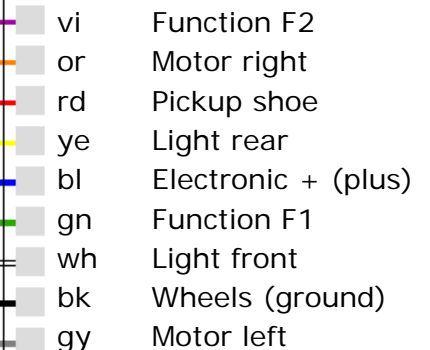 vi Function F2
or Motor right
rd Pickup shoe
ye Light rear
bl Electronic + (plus)
gn Function F1
wh Light front
bk Wheels (ground)
gy Motor left